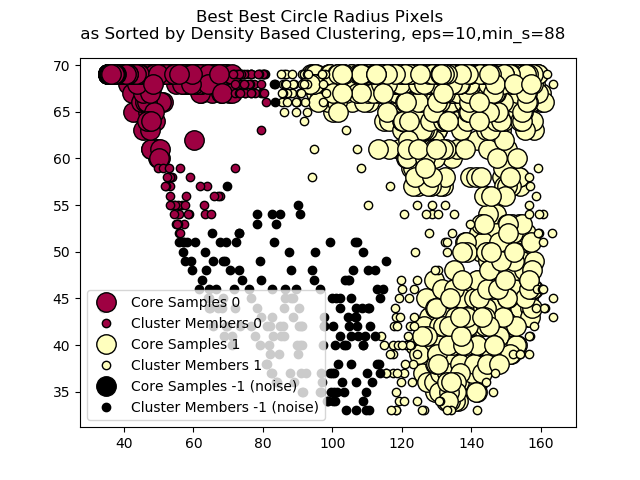 Best Best Circle Radius Pixels
as Sorted by Density Based Clustering, eps=10,min_s=88
70
65
60
55
50
45
40
35
Core Samples 0
Cluster Members 0
Core Samples 1
Cluster Members 1
Core Samples -1 (noise)
Cluster Members -1 (noise)
40 60 80 100 120 140 160